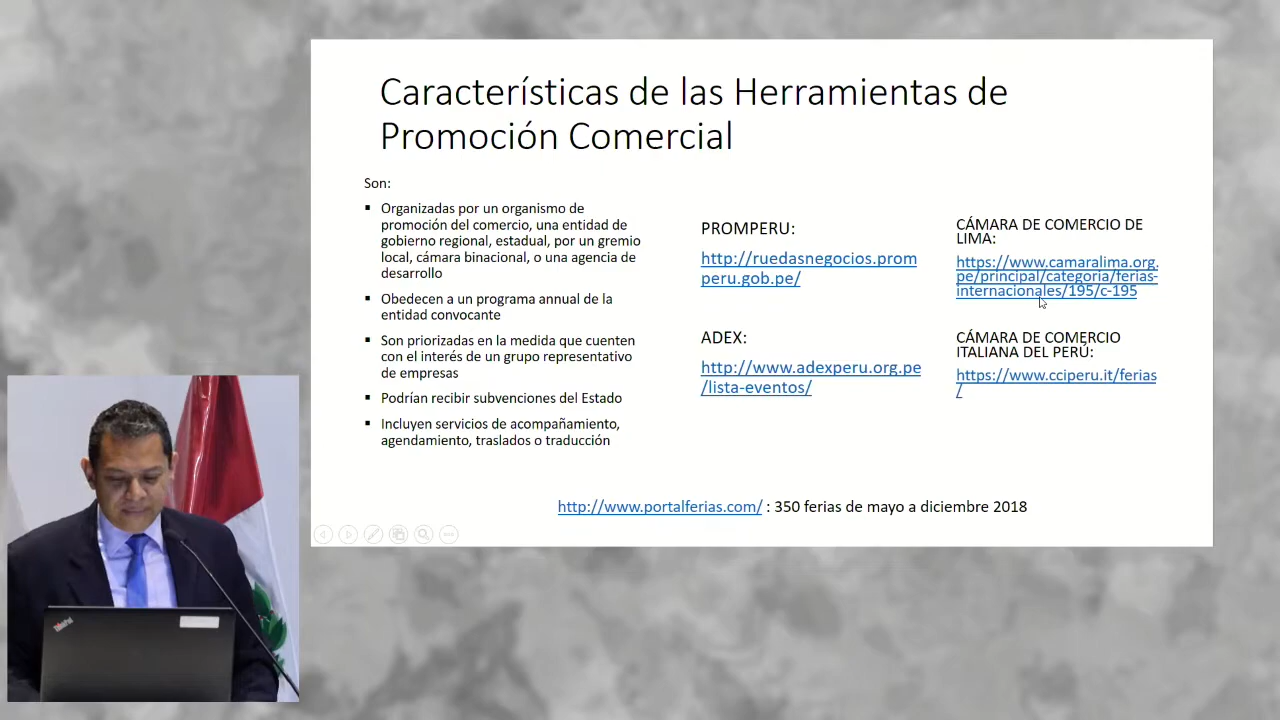 Características de las Herramientas de
Promoción Comercial
Son:
▪ Organizadas por un organismo de
promoción del comercio, una entidad de
gobierno regional, estadual, por un gremio
local, cámara binacional, o una agencia de
desarrollo
▪ Obedecen a un programa annual de la
entidad convocante
▪ Son priorizadas en la medida que cuenten
con el interés de un grupo representativo
de empresas
▪ Podrían recibir subvenciones del Estado
▪ Incluyen servicios de acompañamiento,
agendamiento, traslados o traducción
PROMPERU:
http://ruedasnegocios.prom
peru.gob.pe/
ADEX:
http://www.adexperu.org.pe
/lista-eventos/
CÁMARA DE COMERCIO DE
LIMA:
https://www.camaralima.org.
pe/principal/categoria/ferias-
internacionales/195/c-195
CÁMARA DE COMERCIO
ITALIANA DEL PERÚ:
https://www.cciperu.it/ferias
/
http://www.portalferias.com/ : 350 ferias de mayo a diciembre 2018